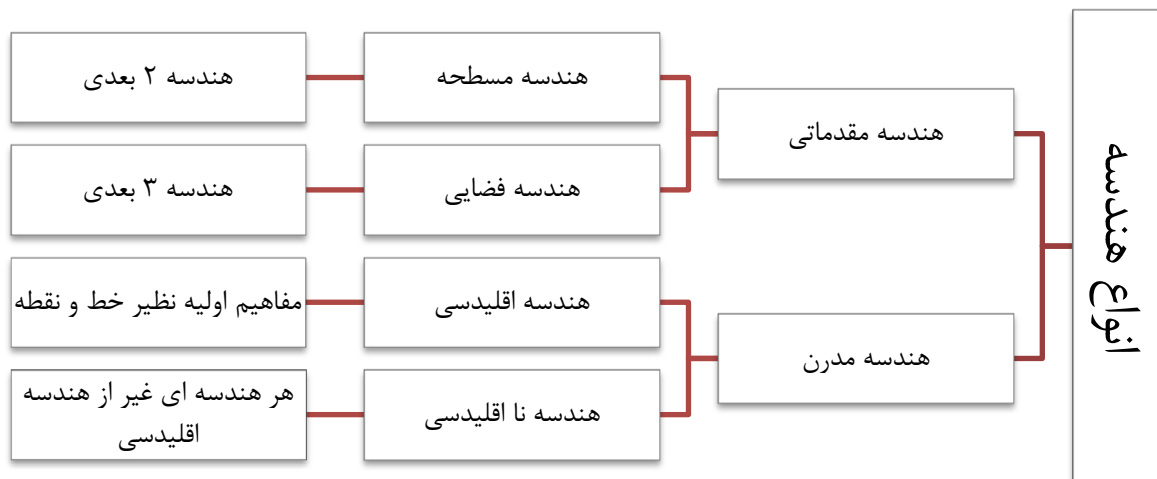 انواع هندسه
هندسه مقدماتی
هندسه مسطحه
هندسه ۲ بعدی
هندسه فضایی
هندسه ۳ بعدی
هندسه مدرن
هندسه اقلیدسی
مفاهیم اولیه نظیر خط و نقطه
هندسه نا اقلیدسی
هر هندسه ای غیر از هندسه
اقلیدسی